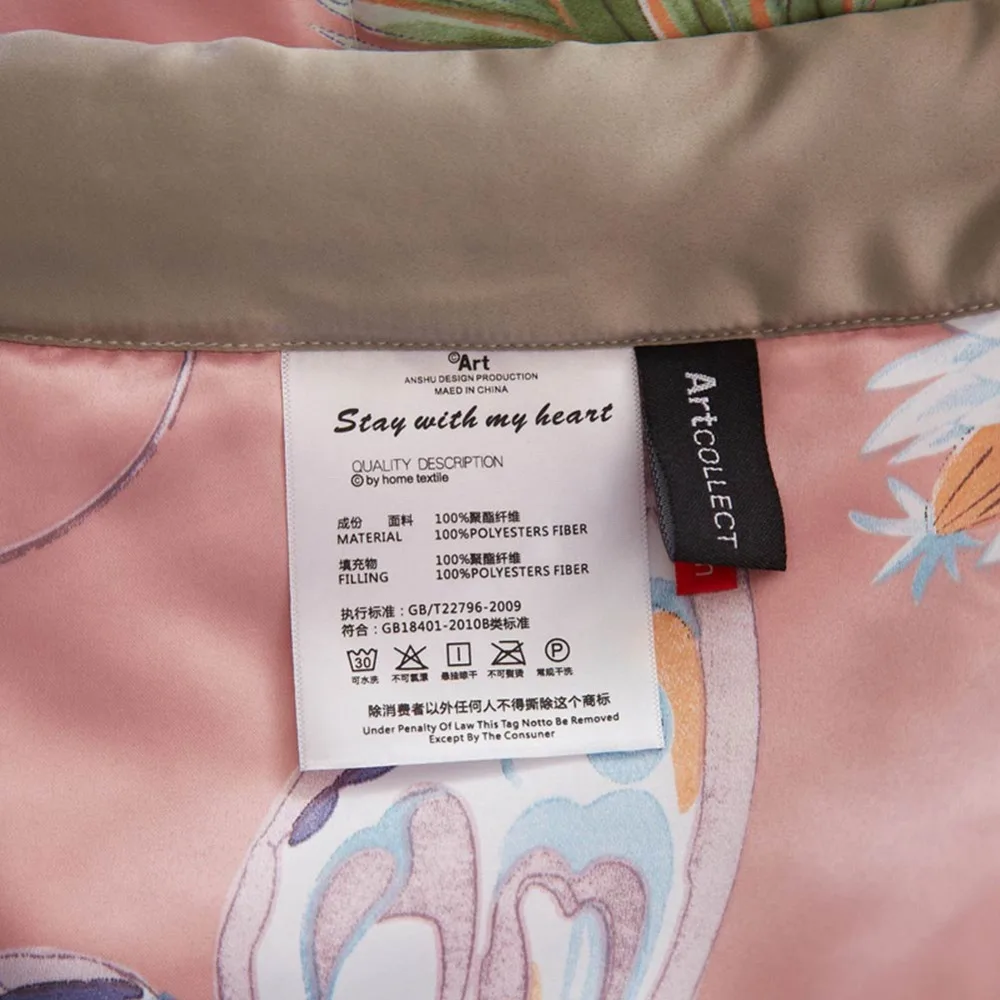 ©Art
ANSHU DESIGN PRODUCTION
MAED IN CHINA
Stay with my heart
QUALITY DESCRIPTION
© by home textile
成份 面料 100%聚酯纤维
MATERIAL 100%POLYESTERS FIBER
填充物 100%聚酯纤维
FILLING 100%POLYESTERS FIBER
执行标准：GB/T22796-2009
符合：GB18401-2010B类标准
30
P
可水洗 不可氯漂 悬挂晾干 不可熨烫 常规干洗
除消费者以外任何人不得撕除这个商标
Under Penalty Of Law This Tag Notto Be Removed
Except By The Consuner
ArtCOLLECT